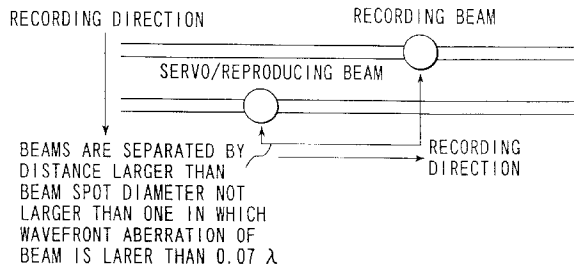 RECORDING DIRECTION
RECORDING BEAM
SERVO/REPRODUCING BEAM
BEAMS ARE SEPARATED BY
DISTANCE LARGER THAN
BEAM SPOT DIAMETER NOT
LARGER THAN ONE IN WHICH
WAVEFRONT ABERRATION OF
BEAM IS LARER THAN 0.07 λ
RECORDING
DIRECTION